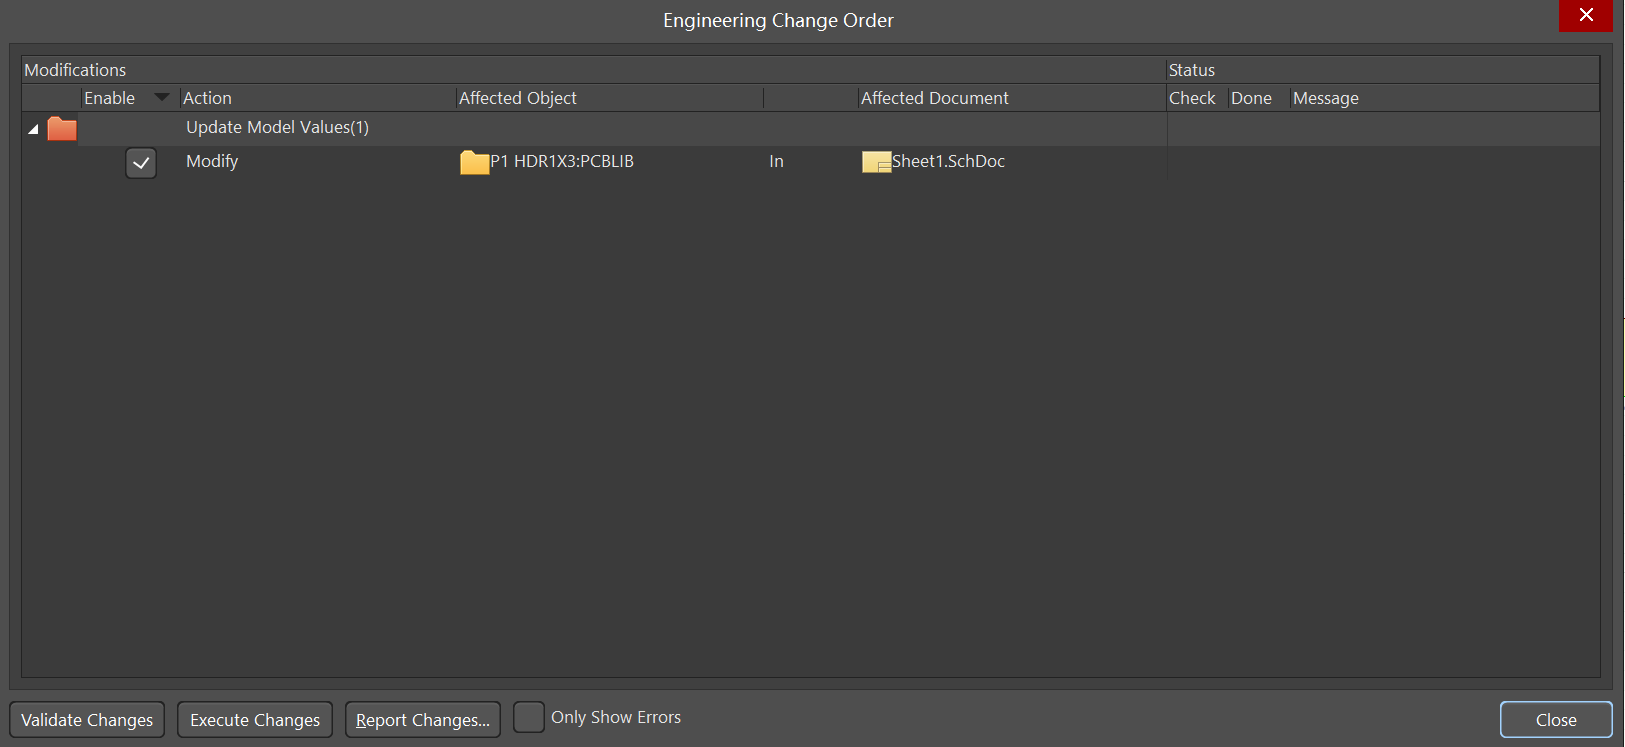 Engineering Change Order
Modifications Status
Enable Action Affected Object Affected Document Check Done Message
Update Model Values(1)
Modify P1 HDR1X3:PCBLIB In Sheet1.SchDoc
Validate Changes Execute Changes Report Changes... Only Show Errors Close